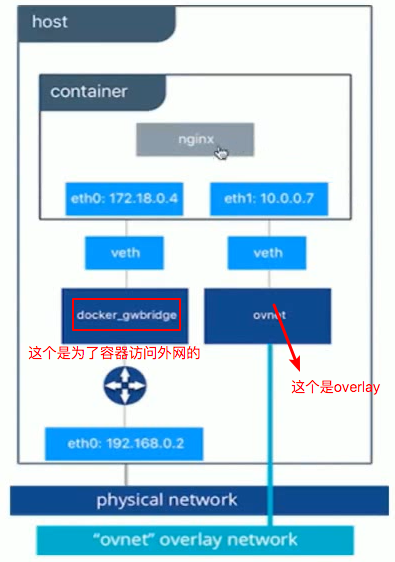 host
container
nginx
eth0: 172.18.0.4
eth1: 10.0.0.7
veth
veth
docker_gwbridge
ovnet
这个是为了容器访问外网的
这个是overlay
eth0: 192.168.0.2
physical network
“ovnet” overlay network